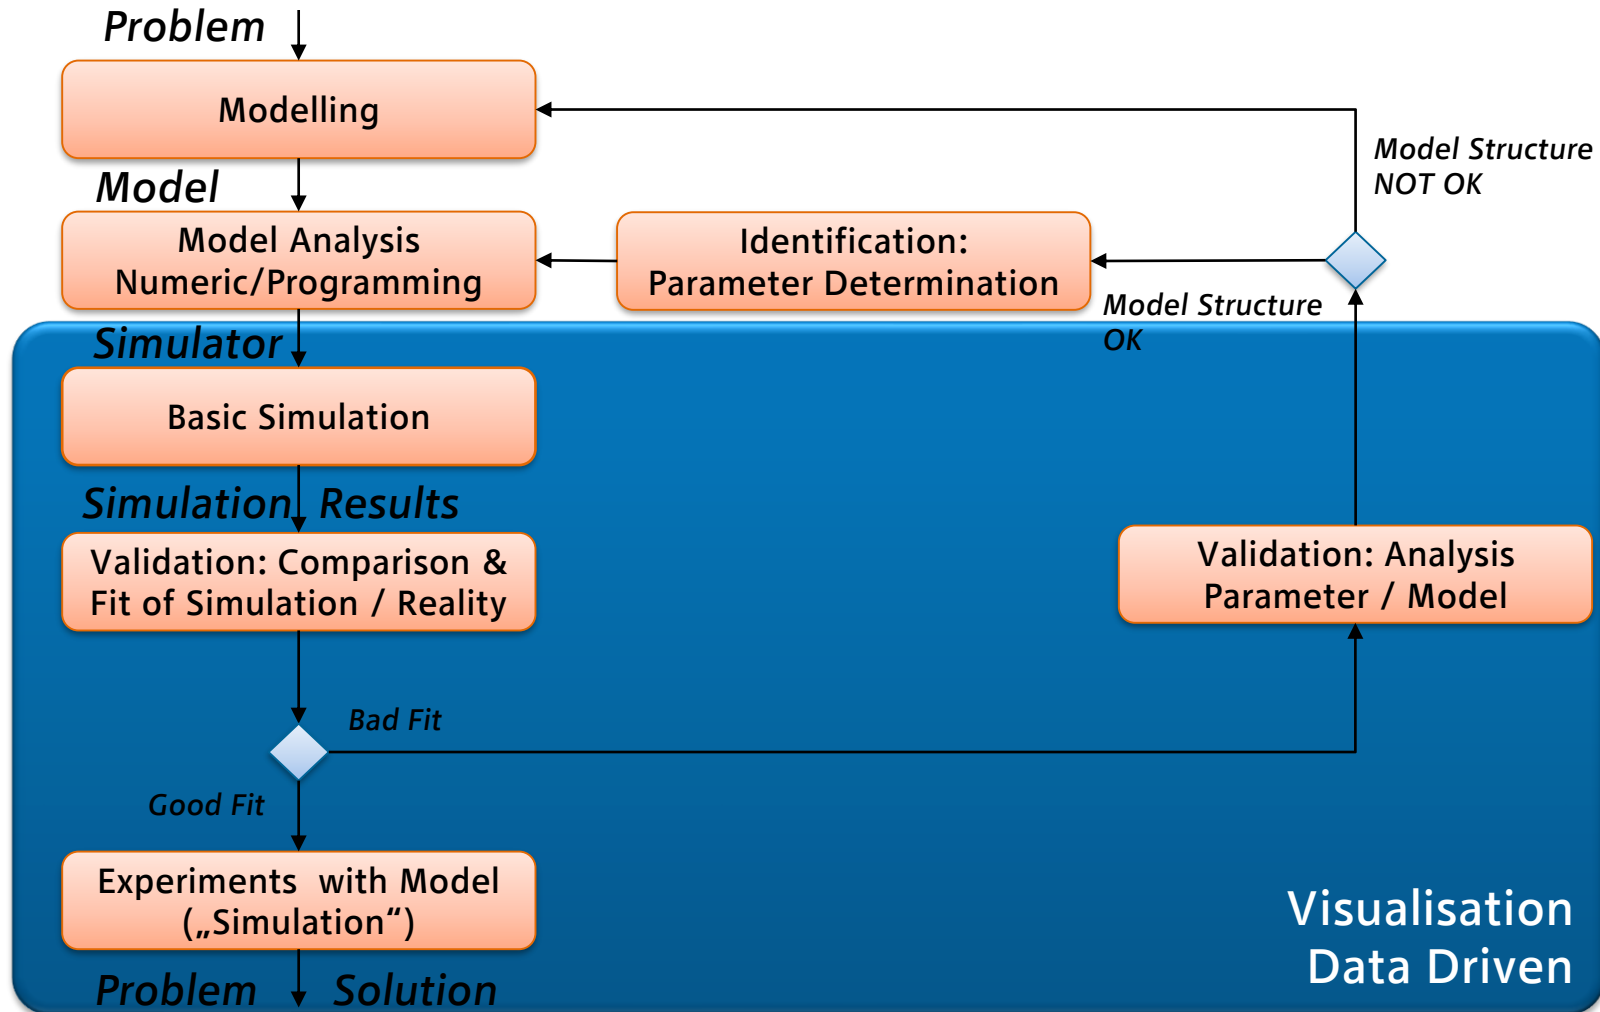 Problem
Modelling
Model Structure
NOT OK
Model
Model Analysis
Numeric/Programming
Identification:
Parameter Determination
Model Structure
OK
Simulator
Basic Simulation
Simulation Results
Validation: Comparison &
Fit of Simulation / Reality
Validation: Analysis
Parameter / Model
Bad Fit
Good Fit
Experiments with Model
(„Simulation“)
Visualisation
Data Driven
Problem Solution